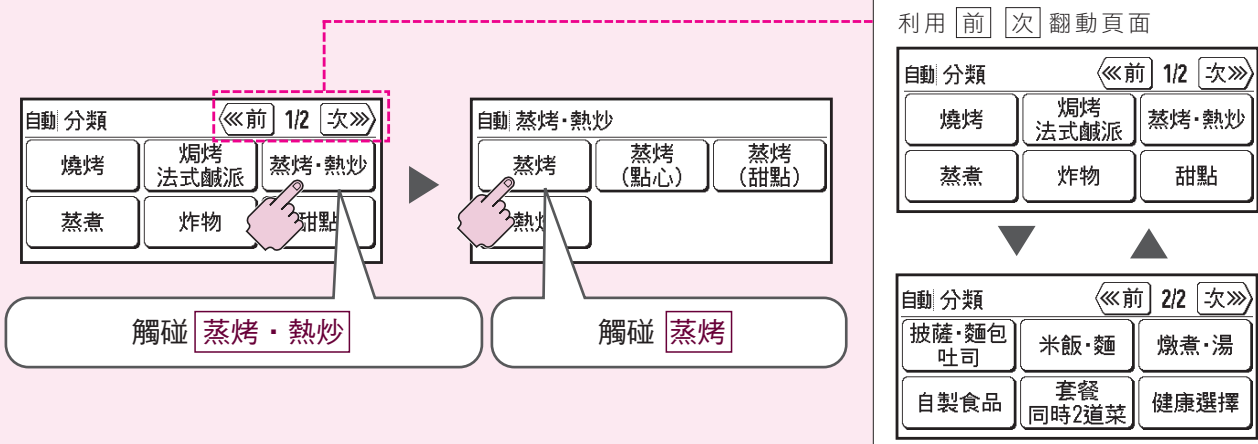 利用 前 次 翻動頁面
自動 分類 <<<前 1/2 次>>>
燒烤 焗烤 法式鹹派 蒸烤·熱炒
蒸煮 炸物 甜點
觸碰 蒸烤·熱炒
自動 蒸烤·熱炒
蒸烤 蒸烤(點心) 蒸烤(甜點)
熱炒
觸碰 蒸烤
自動 分類 <<<前 1/2 次>>>
燒烤 焗烤 法式鹹派 蒸烤·熱炒
蒸煮 炸物 甜點
自動 分類 <<<前 2/2 次>>>
披薩·麵包 吐司 米飯·麵 燉煮·湯
自製食品 套餐 同時2道菜 健康選擇